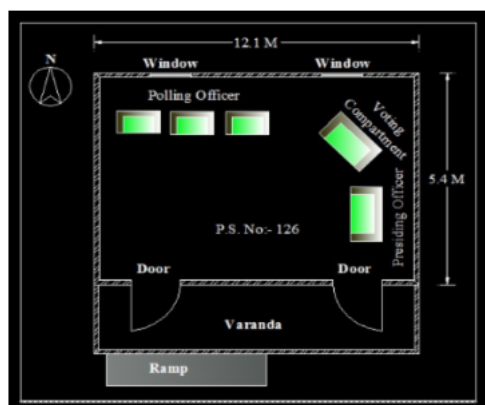 12.1 M
N
Window
Window
Polling Officer
Voting
Compartment
5.4 M
Presiding Officer
P.S. No:- 126
Door
Door
Varanda
Ramp